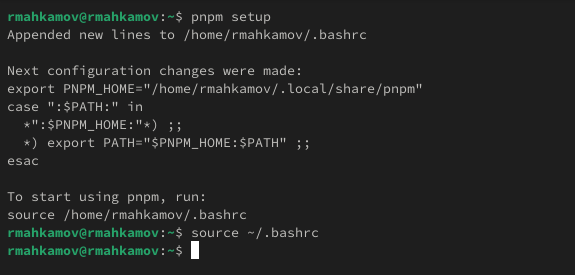 rmahkamov@rmahkamov:~$ pnpm setup
Appended new lines to /home/rmahkamov/.bashrc

Next configuration changes were made:
export PNPM_HOME="/home/rmahkamov/.local/share/pnpm"
case ":$PATH:" in
  *":$PNPM_HOME:"*) ;;
  *) export PATH="$PNPM_HOME:$PATH" ;;
esac

To start using pnpm, run:
source /home/rmahkamov/.bashrc
rmahkamov@rmahkamov:~$ source ~/.bashrc
rmahkamov@rmahkamov:~$